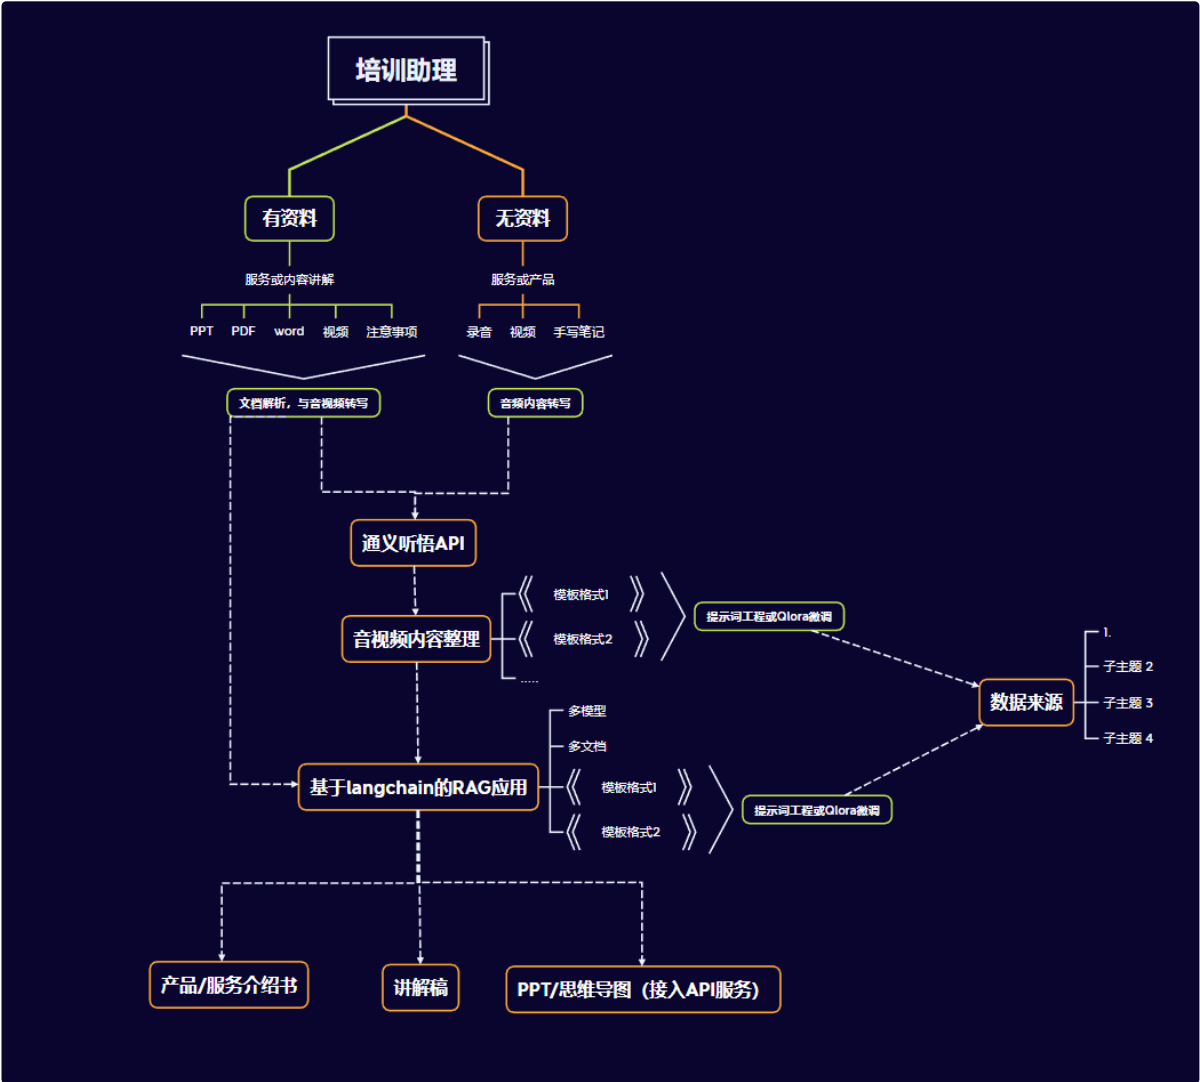 培训助理
有资料
无资料
服务或内容讲解
服务或产品
PPT
PDF
word
视频
注意事项
录音
视频
手写笔记
文档解析，与音视频转写
音频内容转写
通义听悟API
音视频内容整理
模板格式1
模板格式2
.....
提示词工程或Qlora微调
数据来源
1.
子主题 2
子主题 3
子主题 4
基于langchain的RAG应用
多模型
多文档
模板格式1
模板格式2
提示词工程或Qlora微调
产品/服务介绍书
讲解稿
PPT/思维导图（接入API服务）